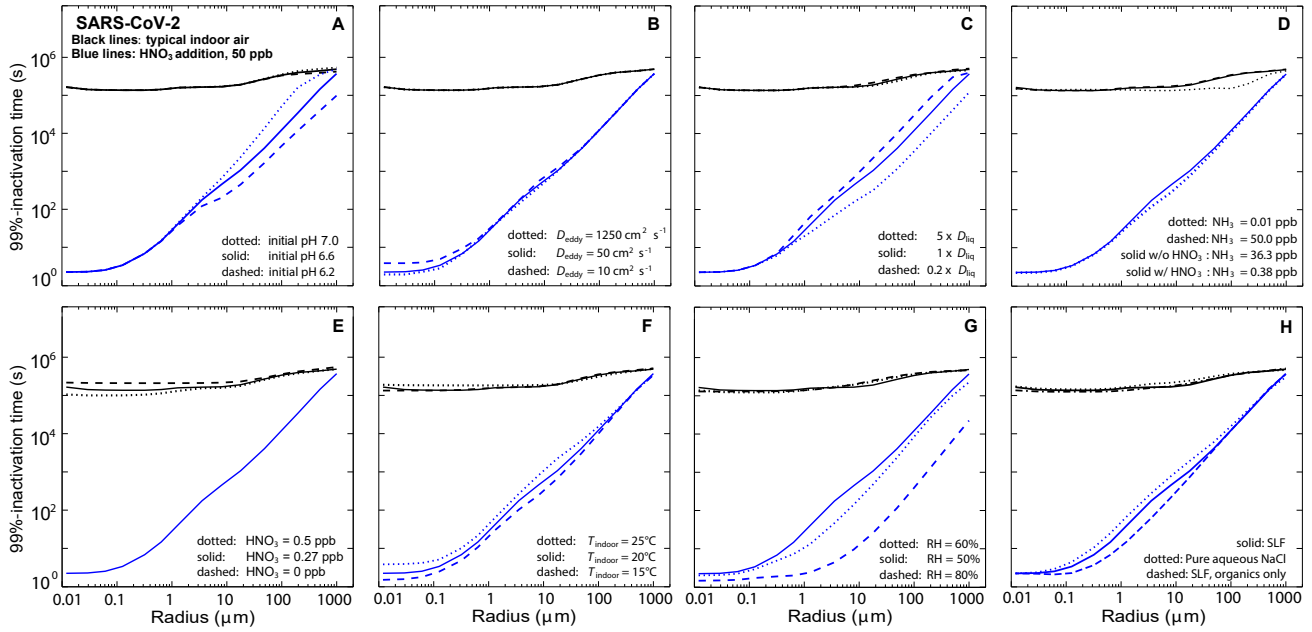 SARS-CoV-2
Black lines: typical indoor air
Blue lines: HNO₃ addition, 50 ppb
A
B
C
D
99%-inactivation time (s)
10⁶
10⁴
10²
10⁰
dotted: initial pH 7.0
solid: initial pH 6.6
dashed: initial pH 6.2
dotted: D_eddy = 1250 cm² s⁻¹
solid: D_eddy = 50 cm² s⁻¹
dashed: D_eddy = 10 cm² s⁻¹
dotted: 5 x D_liq
solid: 1 x D_liq
dashed: 0.2 x D_liq
dotted: NH₃ = 0.01 ppb
dashed: NH₃ = 50.0 ppb
solid w/o HNO₃ : NH₃ = 36.3 ppb
solid w/ HNO₃ : NH₃ = 0.38 ppb
E
F
G
H
99%-inactivation time (s)
10⁶
10⁴
10²
10⁰
dotted: HNO₃ = 0.5 ppb
solid: HNO₃ = 0.27 ppb
dashed: HNO₃ = 0 ppb
dotted: T_indoor = 25°C
solid: T_indoor = 20°C
dashed: T_indoor = 15°C
dotted: RH = 60%
solid: RH = 50%
dashed: RH = 80%
solid: SLF
dotted: Pure aqueous NaCl
dashed: SLF, organics only
0.01 0.1 1 10 100 1000
0.01 0.1 1 10 100 1000
0.01 0.1 1 10 100 1000
0.01 0.1 1 10 100 1000
Radius (μm)
Radius (μm)
Radius (μm)
Radius (μm)